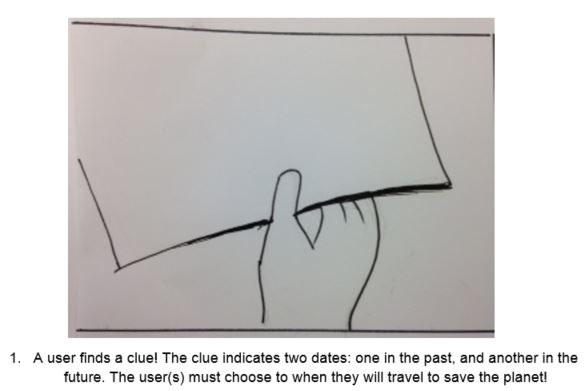 1. A user finds a clue! The clue indicates two dates: one in the past, and another in the
future. The user(s) must choose to when they will travel to save the planet!